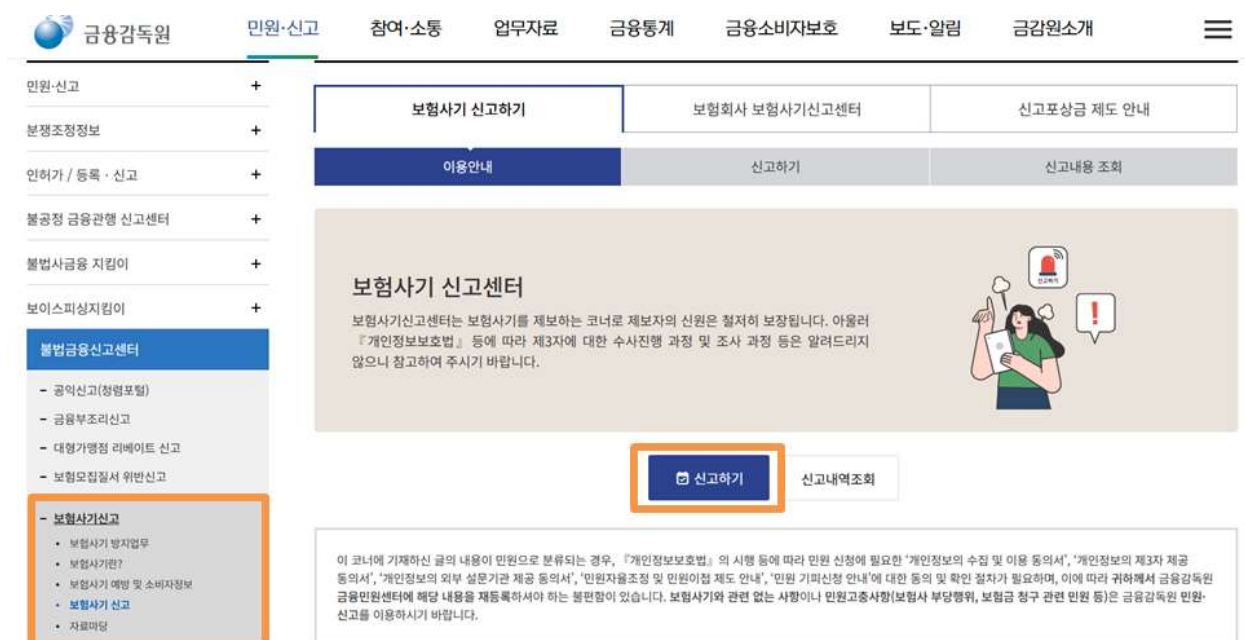 금융감독원
민원·신고 참여·소통 업무자료 금융통계 금융소비자보호 보도·알림 금감원소개
민원·신고 +
분쟁조정정보 +
인허가 / 등록 · 신고 +
불공정 금융관행 신고센터 +
불법사금융 지킴이 +
보이스피싱지킴이 +
불법금융신고센터
- 공익신고(청렴포털)
- 금융부조리신고
- 대형가맹점 리베이트 신고
- 보험모집질서 위반신고
- 보험사기신고
• 보험사기 방지업무
• 보험사기란?
• 보험사기 예방 및 소비자정보
• 보험사기 신고
• 자료마당
보험사기 신고하기 보험회사 보험사기신고센터 신고포상금 제도 안내
이용안내 신고하기 신고내용 조회
보험사기 신고센터
보험사기신고센터는 보험사기를 제보하는 코너로 제보자의 신원은 철저히 보장됩니다. 아울러
『개인정보보호법』 등에 따라 제3자에 대한 수사진행 과정 및 조사 과정 등은 알려드리지
않으니 참고하여 주시기 바랍니다.
신고하기
!
신고하기 신고내역조회
이 코너에 기재하신 글의 내용이 민원으로 분류되는 경우, 『개인정보보호법』의 시행 등에 따라 민원 신청에 필요한 '개인정보의 수집 및 이용 동의서', '개인정보의 제3자 제공
동의서', '개인정보의 외부 설문기관 제공 동의서', '민원자율조정 및 민원이첩 제도 안내', '민원 기피신청 안내'에 대한 동의 및 확인 절차가 필요하며, 이에 따라 귀하께서 금융감독원
금융민원센터에 해당 내용을 재등록하셔야 하는 불편함이 있습니다. 보험사기와 관련 없는 사항이나 민원고충사항(보험사 부당행위, 보험금 청구 관련 민원 등)은 금융감독원 민원·
신고를 이용하시기 바랍니다.